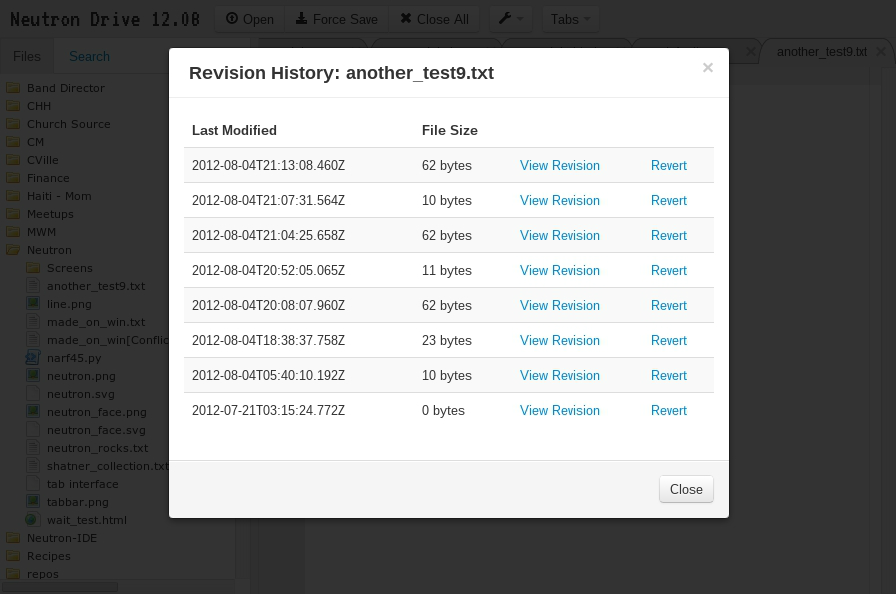 Neutron Drive 12.08 Open Force Save Close All Tabs
Files Search another_test9.txt
Revision History: another_test9.txt
Last Modified File Size
2012-08-04T21:13:08.460Z 62 bytes View Revision Revert
2012-08-04T21:07:31.564Z 10 bytes View Revision Revert
2012-08-04T21:04:25.658Z 62 bytes View Revision Revert
2012-08-04T20:52:05.065Z 11 bytes View Revision Revert
2012-08-04T20:08:07.960Z 62 bytes View Revision Revert
2012-08-04T18:38:37.758Z 23 bytes View Revision Revert
2012-08-04T05:40:10.192Z 10 bytes View Revision Revert
2012-07-21T03:15:24.772Z 0 bytes View Revision Revert
Close
Band Director
CHH
Church Source
CM
CVille
Finance
Haiti - Mom
Meetups
MWM
Neutron
Screens
another_test9.txt
line.png
made_on_win.txt
made_on_win[Conflic
narf45.py
neutron.png
neutron.svg
neutron_face.png
neutron_face.svg
neutron_rocks.txt
shatner_collection.txt
tab interface
tabbar.png
wait_test.html
Neutron-IDE
Recipes
repos